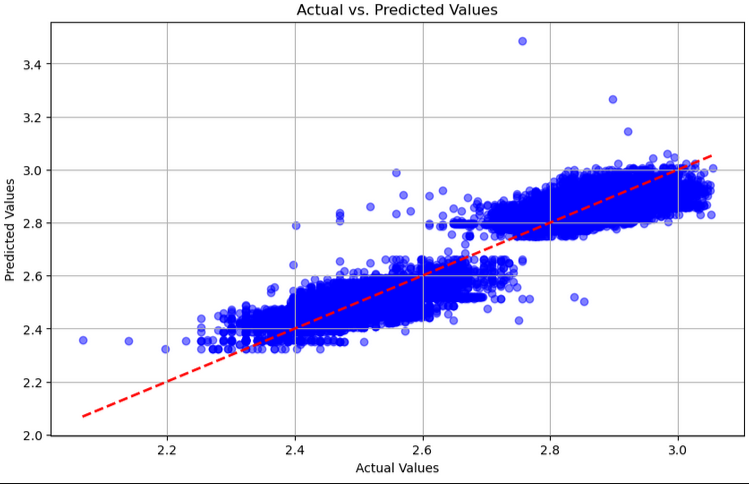 Actual vs. Predicted Values
Predicted Values
3.4
3.2
3.0
2.8
2.6
2.4
2.2
2.0
2.2 2.4 2.6 2.8 3.0
Actual Values